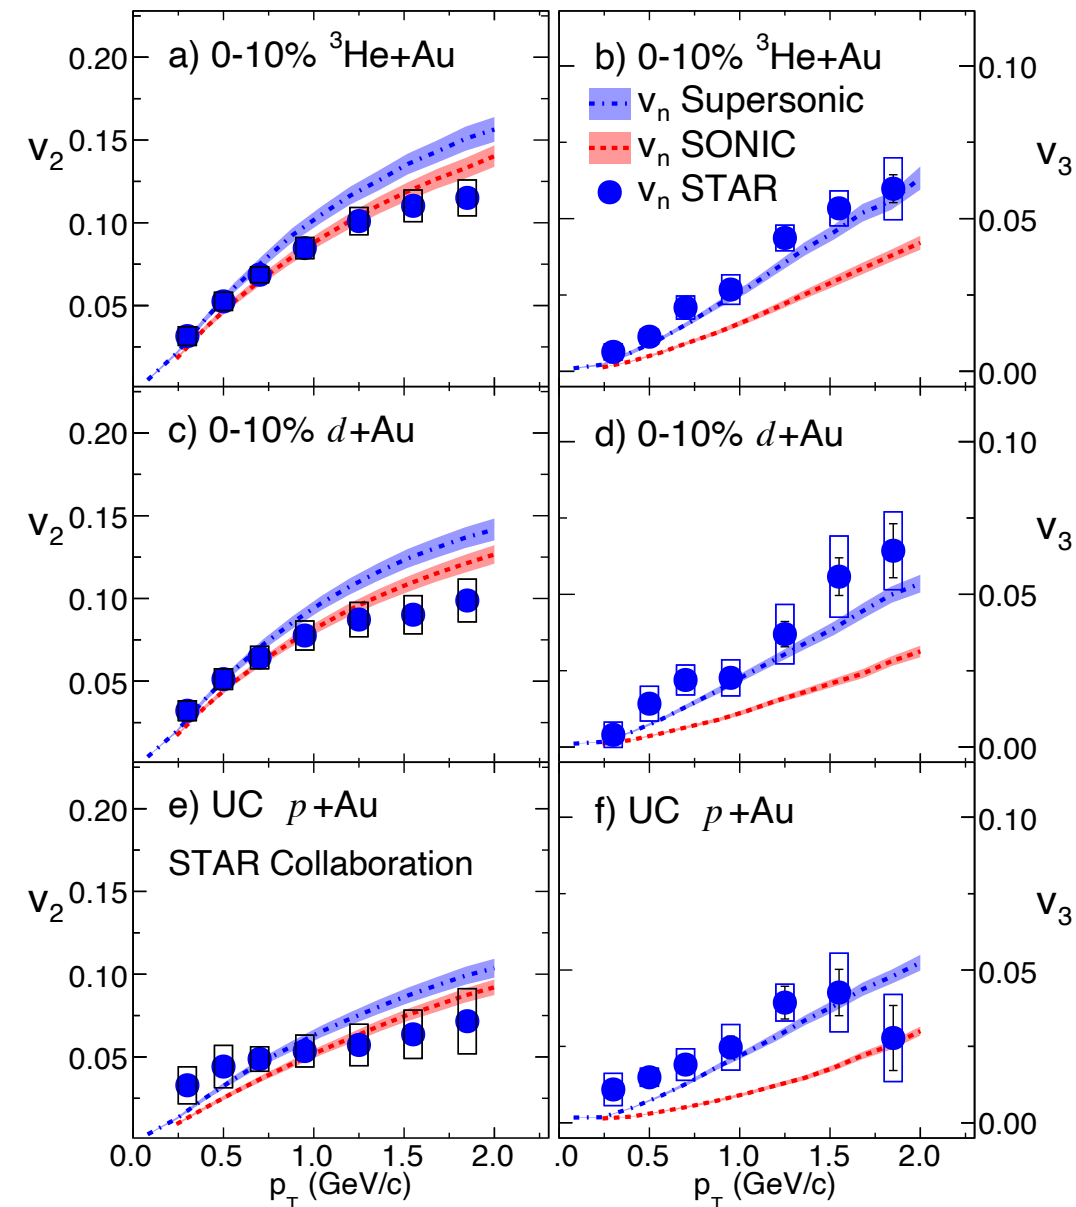 a) 0-10% ³He+Au
b) 0-10% ³He+Au
vₙ Supersonic
vₙ SONIC
vₙ STAR
v₂
0.20
0.15
0.10
0.05
v₃
0.10
0.05
0.00
c) 0-10% d+Au
d) 0-10% d+Au
v₂
0.20
0.15
0.10
0.05
v₃
0.10
0.05
0.00
e) UC p+Au
STAR Collaboration
f) UC p+Au
v₂
0.20
0.15
0.10
0.05
v₃
0.10
0.05
0.00
0.0 0.5 1.0 1.5 2.0
.0 0.5 1.0 1.5 2.0
p_T (GeV/c)
p_T (GeV/c)